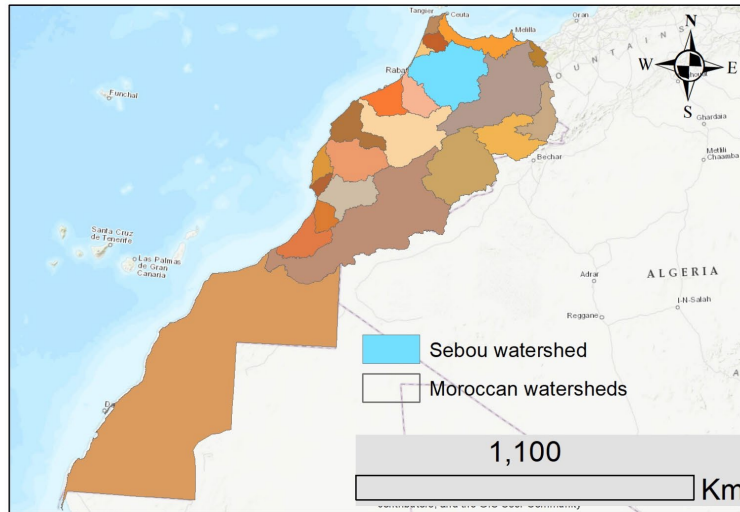 Tangier
Ceuta
Melilla
Oran
MOUNTAINS
N
W
E
S
Rabat
Funchal
Ghardaia
Metlili
Chaamba
Bechar
Santa Cruz
de Tenerife
Las Palmas
de Gran
Canaria
Adrar
ALGERIA
I-N-Salah
Reggane
Sebou watershed
Moroccan watersheds
1,100
Km